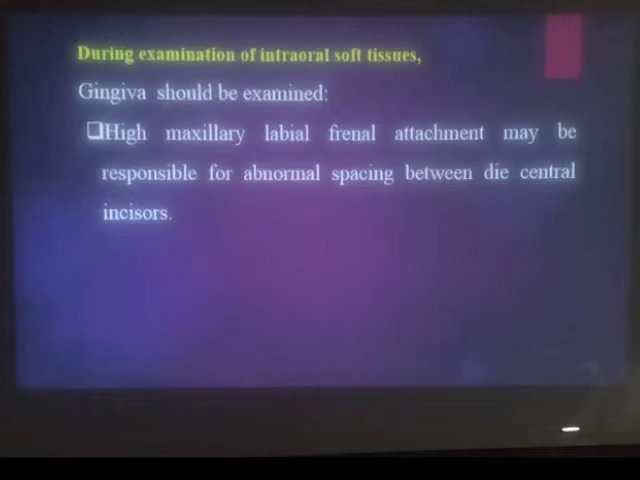 During examination of intraoral soft tissues,
Gingiva should be examined:
❑High maxillary labial frenal attachment may be
responsible for abnormal spacing between die central
incisors.